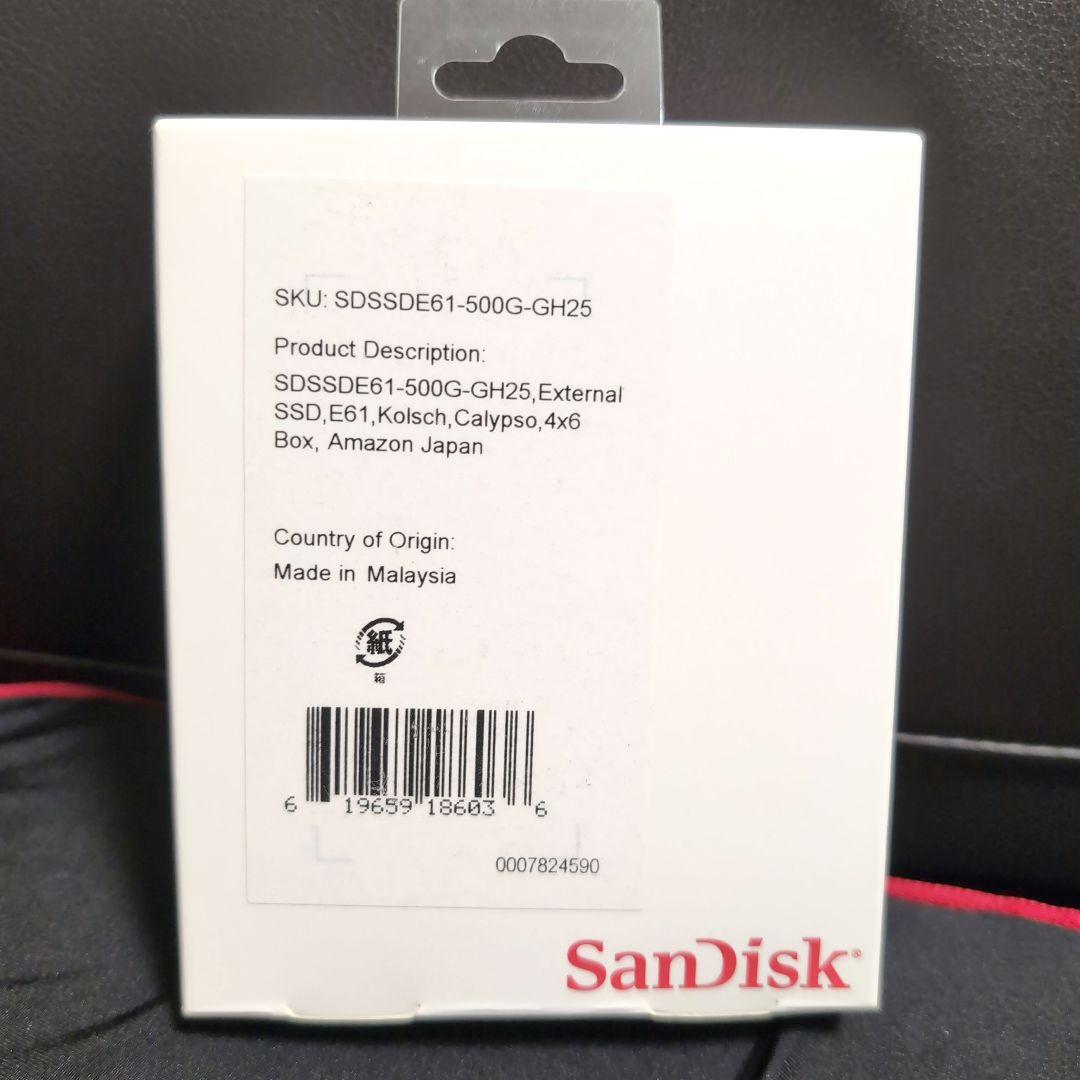 SKU: SDSSDE61-500G-GH25
Product Description:
SDSSDE61-500G-GH25,External
SSD,E61,Kolsch,Calypso,4x6
Box, Amazon Japan
Country of Origin:
Made in Malaysia
紙
箱
6 19659 18603 6
0007824590
SanDisk®